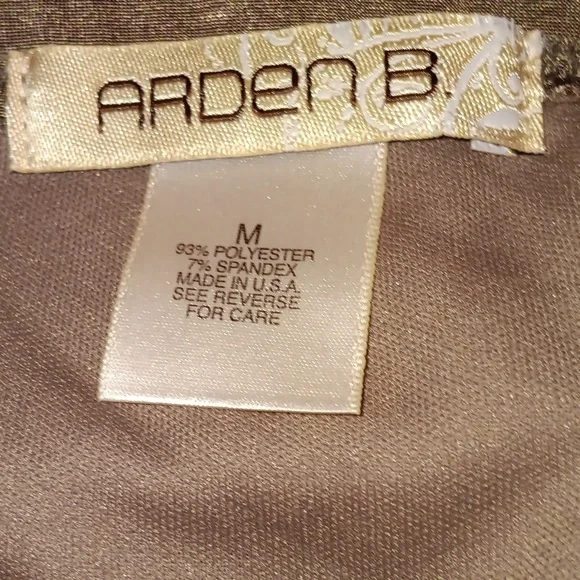 ARDen B.
M
93% POLYESTER
7% SPANDEX
MADE IN U.S.A.
SEE REVERSE
FOR CARE